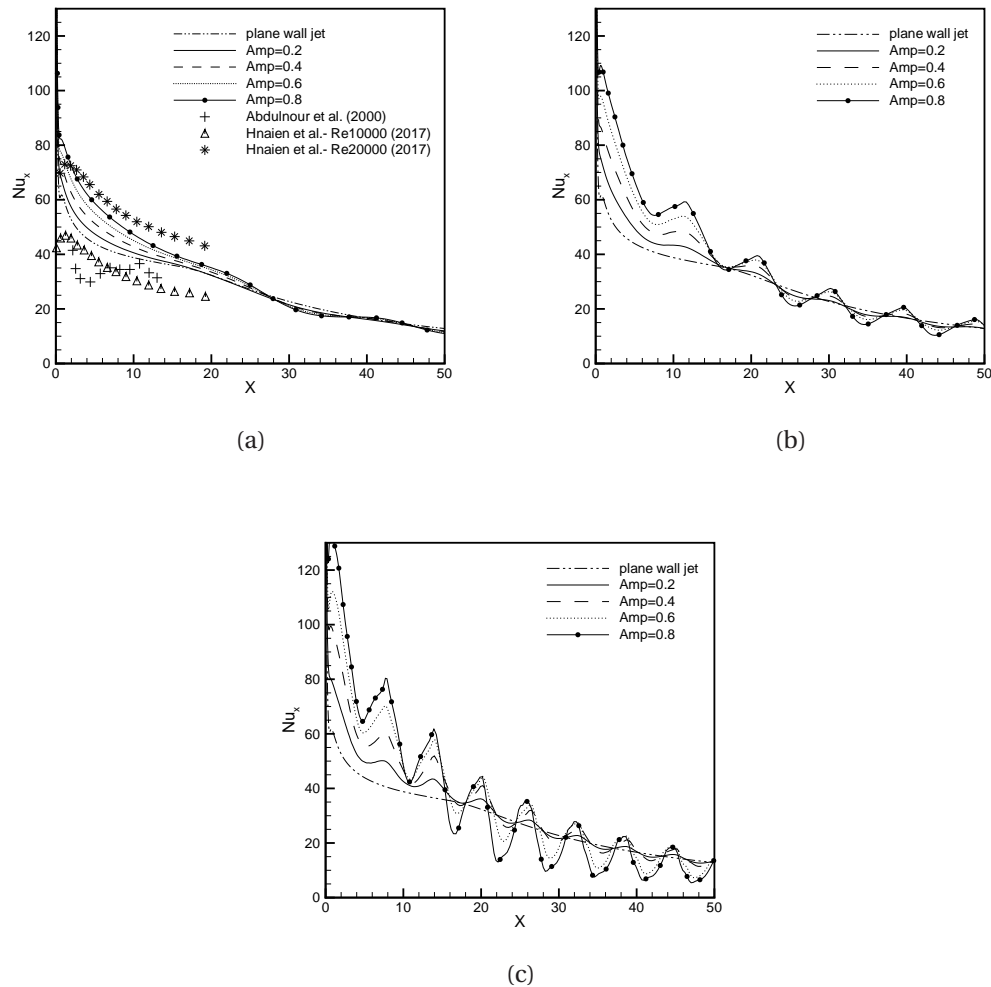 plane wall jet
Amp=0.2
Amp=0.4
Amp=0.6
Amp=0.8
Abdulnour et al. (2000)
Hnaien et al.- Re10000 (2017)
Hnaien et al.- Re20000 (2017)
120
100
80
60
40
20
0
Nux
0 10 20 30 40 50
X
(a)
plane wall jet
Amp=0.2
Amp=0.4
Amp=0.6
Amp=0.8
120
100
80
60
40
20
0
Nux
0 10 20 30 40 50
X
(b)
plane wall jet
Amp=0.2
Amp=0.4
Amp=0.6
Amp=0.8
120
100
80
60
40
20
0
Nux
0 10 20 30 40 50
X
(c)